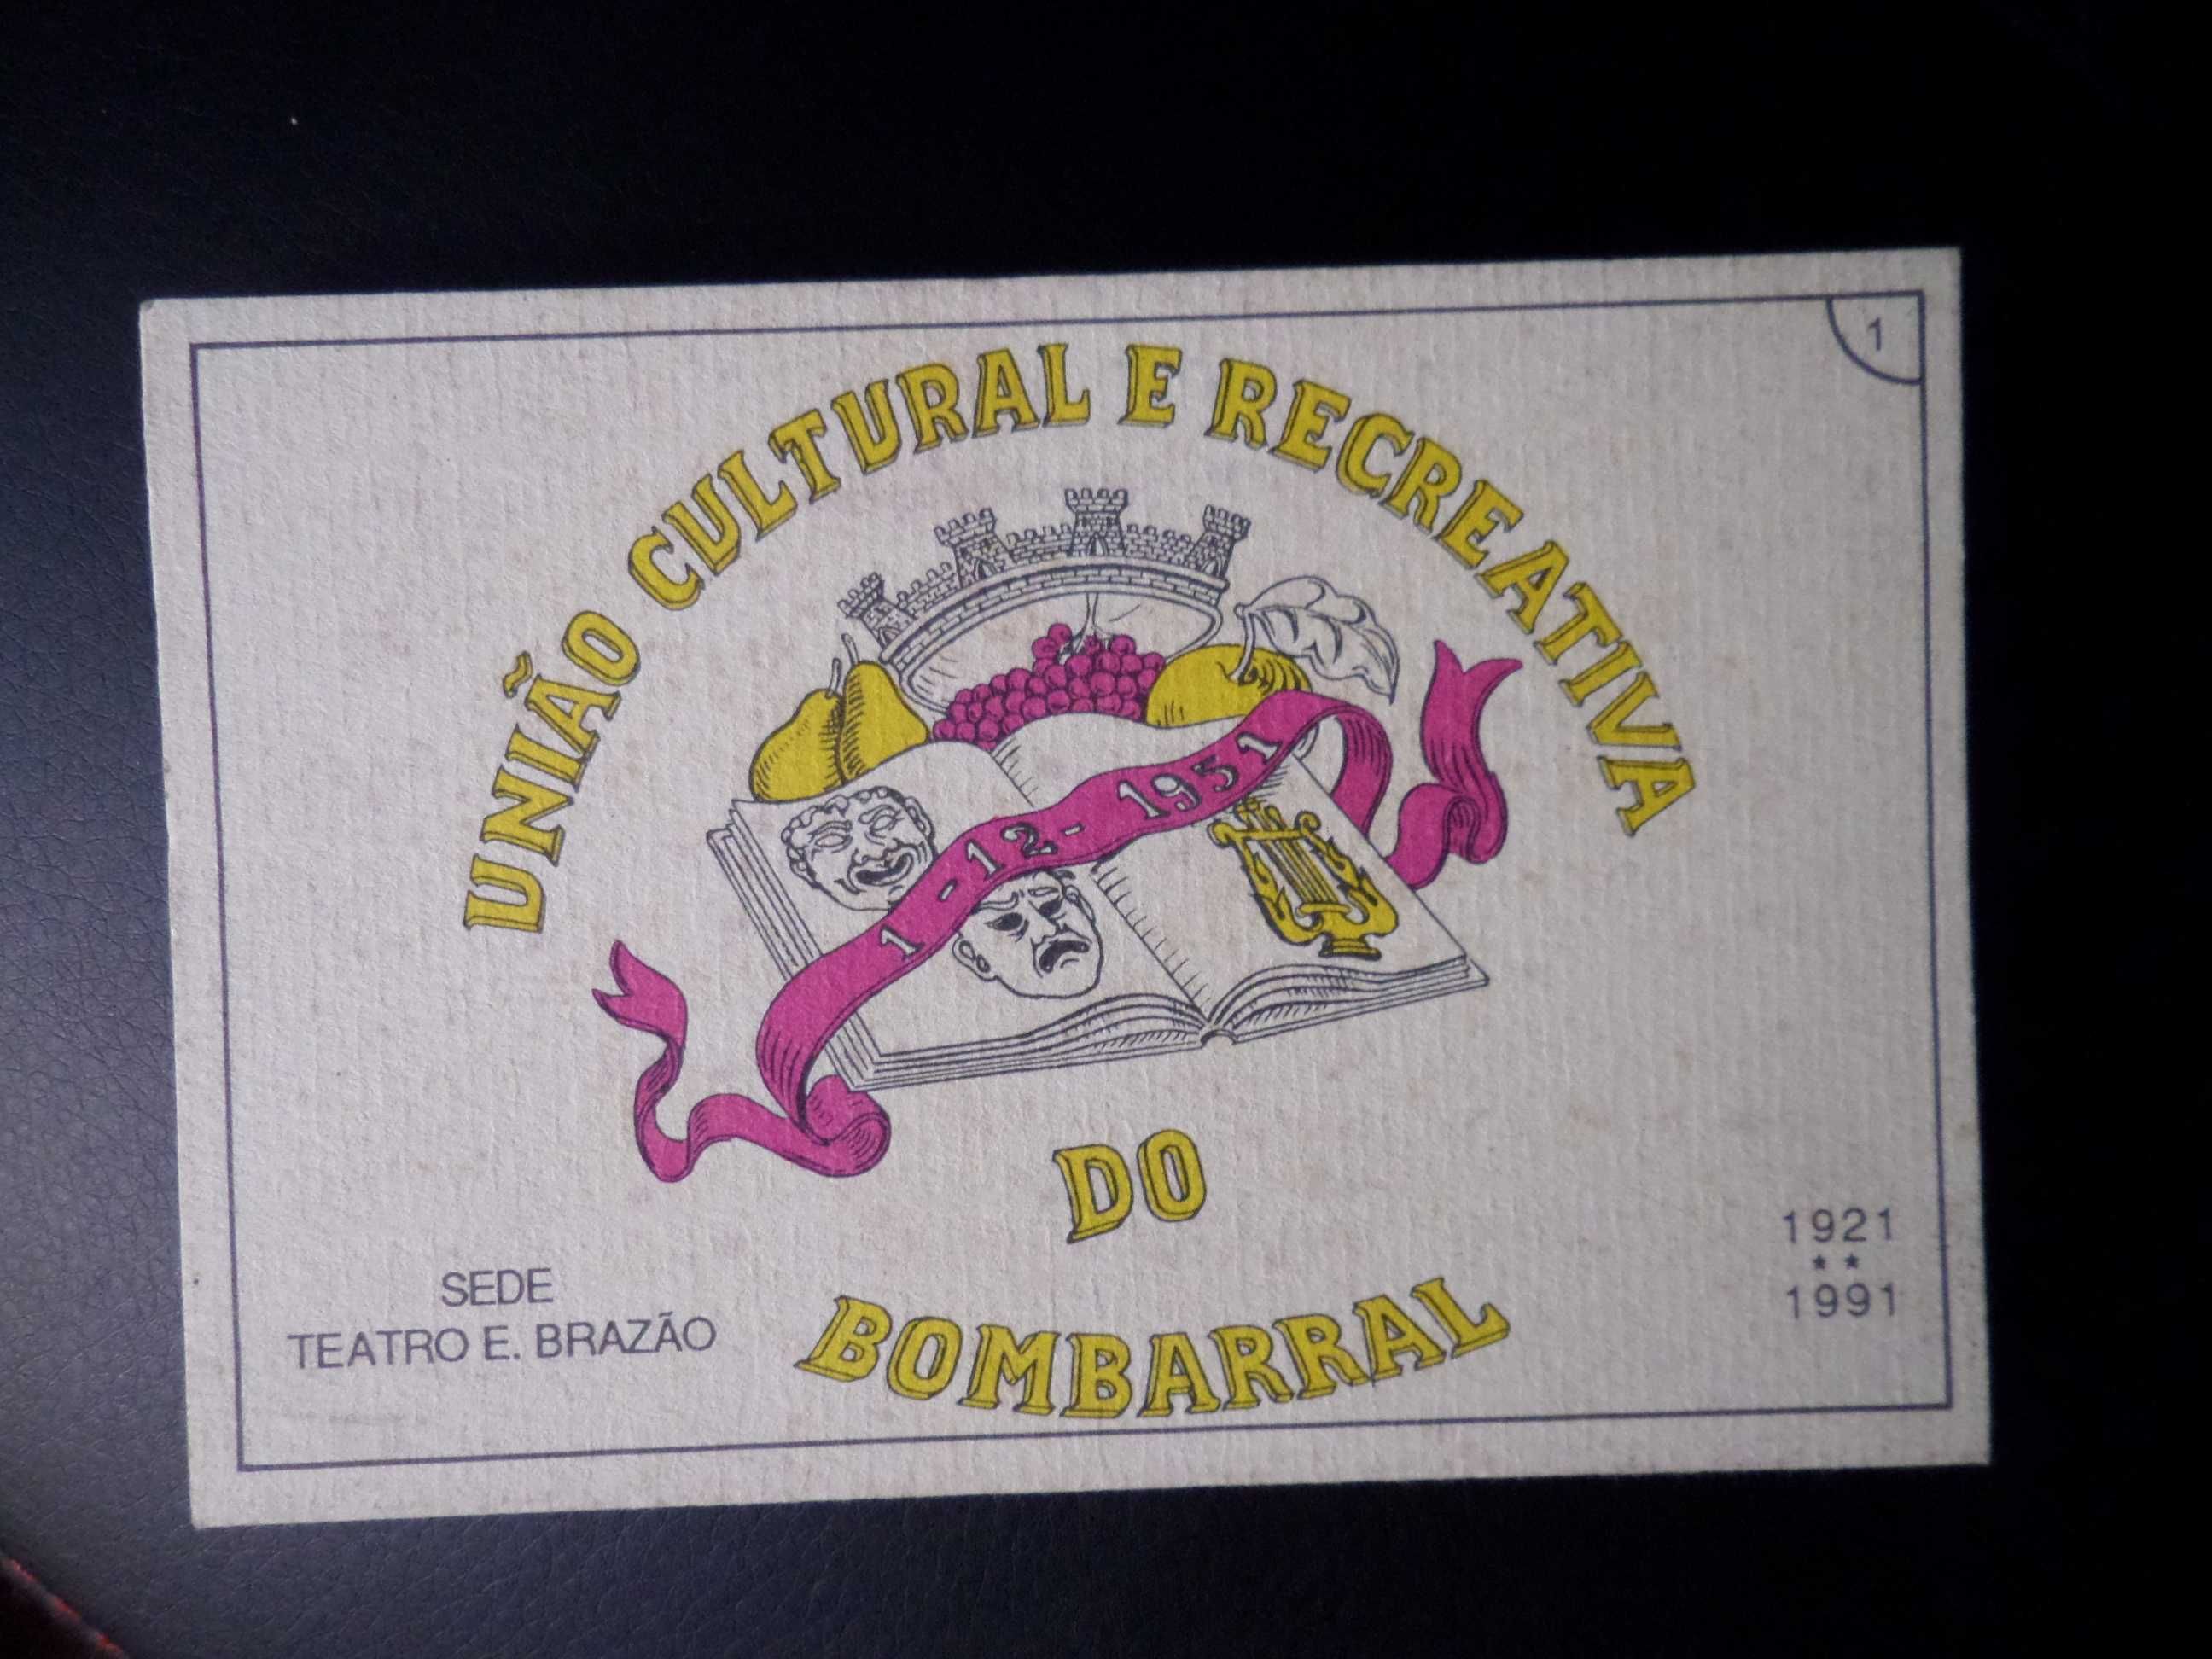 1
UNIÃO CULTURAL E RECREATIVA
1-12-1951
DO
BOMBARRAL
SEDE
TEATRO E. BRAZÃO
1921
★ ★
1991